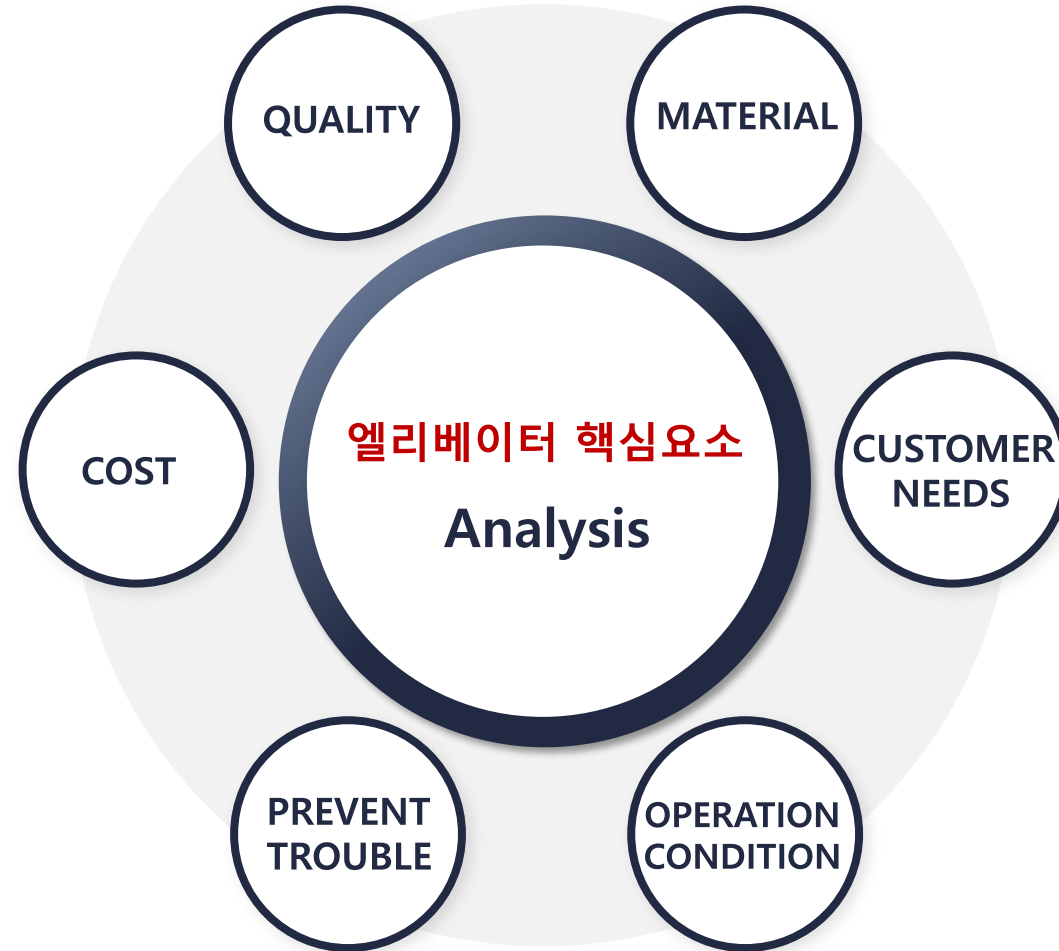 QUALITY
MATERIAL
COST
엘리베이터 핵심요소
Analysis
CUSTOMER
NEEDS
PREVENT
TROUBLE
OPERATION
CONDITION